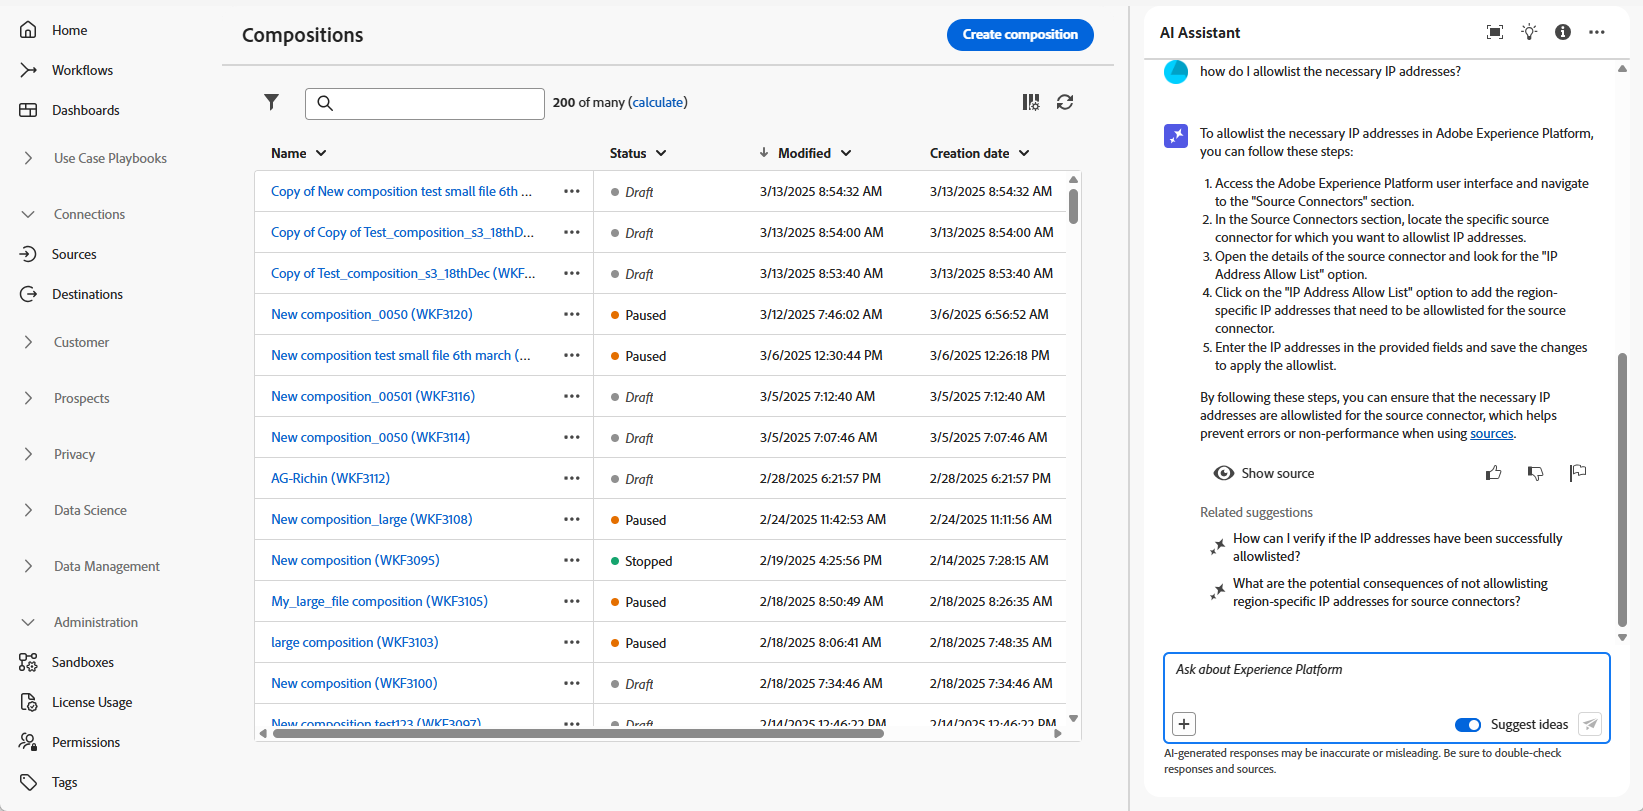 Home
Workflows
Dashboards
Use Case Playbooks
Connections
Sources
Destinations
Customer
Prospects
Privacy
Data Science
Data Management
Administration
Sandboxes
License Usage
Permissions
Tags
Compositions
Create composition
200 of many (calculate)
Name Status Modified Creation date
Copy of New composition test small file 6th ... ••• Draft 3/13/2025 8:54:32 AM 3/13/2025 8:54:32 AM
Copy of Copy of Test_composition_s3_18thD... ••• Draft 3/13/2025 8:54:00 AM 3/13/2025 8:54:00 AM
Copy of Test_composition_s3_18thDec (WKF... ••• Draft 3/13/2025 8:53:40 AM 3/13/2025 8:53:40 AM
New composition_0050 (WKF3120) ••• Paused 3/12/2025 7:46:02 AM 3/6/2025 6:56:52 AM
New composition test small file 6th march (... ••• Paused 3/6/2025 12:30:44 PM 3/6/2025 12:26:18 PM
New composition_00501 (WKF3116) ••• Draft 3/5/2025 7:12:40 AM 3/5/2025 7:12:40 AM
New composition_0050 (WKF3114) ••• Draft 3/5/2025 7:07:46 AM 3/5/2025 7:07:46 AM
AG-Richin (WKF3112) ••• Draft 2/28/2025 6:21:57 PM 2/28/2025 6:21:57 PM
New composition_large (WKF3108) ••• Paused 2/24/2025 11:42:53 AM 2/24/2025 11:11:56 AM
New composition (WKF3095) ••• Stopped 2/19/2025 4:25:56 PM 2/14/2025 7:28:15 AM
My_large_file composition (WKF3105) ••• Paused 2/18/2025 8:50:49 AM 2/18/2025 8:26:35 AM
large composition (WKF3103) ••• Paused 2/18/2025 8:06:41 AM 2/18/2025 7:48:35 AM
New composition (WKF3100) ••• Draft 2/18/2025 7:34:46 AM 2/18/2025 7:34:46 AM
New composition test123 (WKF3097) ••• Draft 2/14/2025 12:46:22 PM 2/14/2025 12:46:22 PM
AI Assistant
how do I allowlist the necessary IP addresses?
To allowlist the necessary IP addresses in Adobe Experience Platform,
you can follow these steps:
1. Access the Adobe Experience Platform user interface and navigate
to the "Source Connectors" section.
2. In the Source Connectors section, locate the specific source
connector for which you want to allowlist IP addresses.
3. Open the details of the source connector and look for the "IP
Address Allow List" option.
4. Click on the "IP Address Allow List" option to add the region-
specific IP addresses that need to be allowlisted for the source
connector.
5. Enter the IP addresses in the provided fields and save the changes
to apply the allowlist.
By following these steps, you can ensure that the necessary IP
addresses are allowlisted for the source connector, which helps
prevent errors or non-performance when using sources.
Show source
Related suggestions
How can I verify if the IP addresses have been successfully
allowlisted?
What are the potential consequences of not allowlisting
region-specific IP addresses for source connectors?
Ask about Experience Platform
Suggest ideas
AI-generated responses may be inaccurate or misleading. Be sure to double-check
responses and sources.